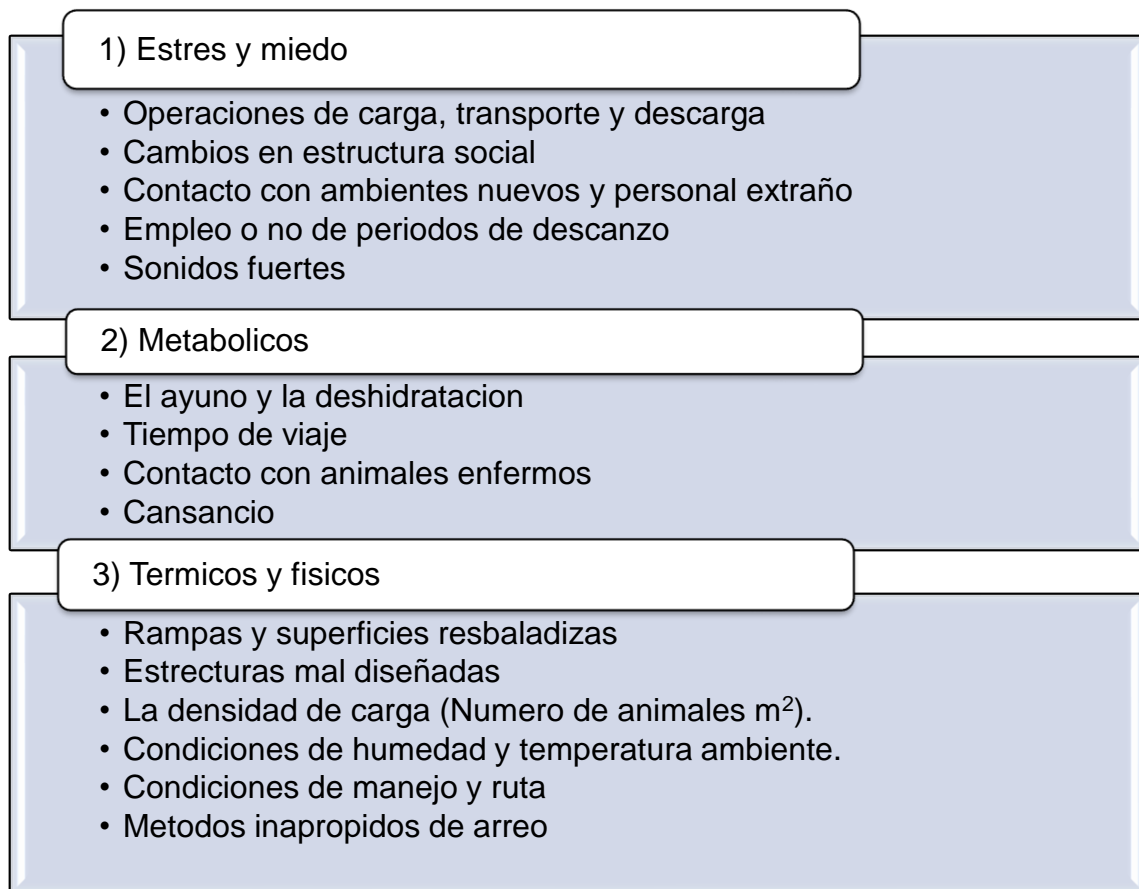 1) Estres y miedo
• Operaciones de carga, transporte y descarga
• Cambios en estructura social
• Contacto con ambientes nuevos y personal extraño
• Empleo o no de periodos de descanzo
• Sonidos fuertes
2) Metabolicos
• El ayuno y la deshidratacion
• Tiempo de viaje
• Contacto con animales enfermos
• Cansancio
3) Termicos y fisicos
• Rampas y superficies resbaladizas
• Estrecturas mal diseñadas
• La densidad de carga (Numero de animales m²).
• Condiciones de humedad y temperatura ambiente.
• Condiciones de manejo y ruta
• Metodos inapropidos de arreo